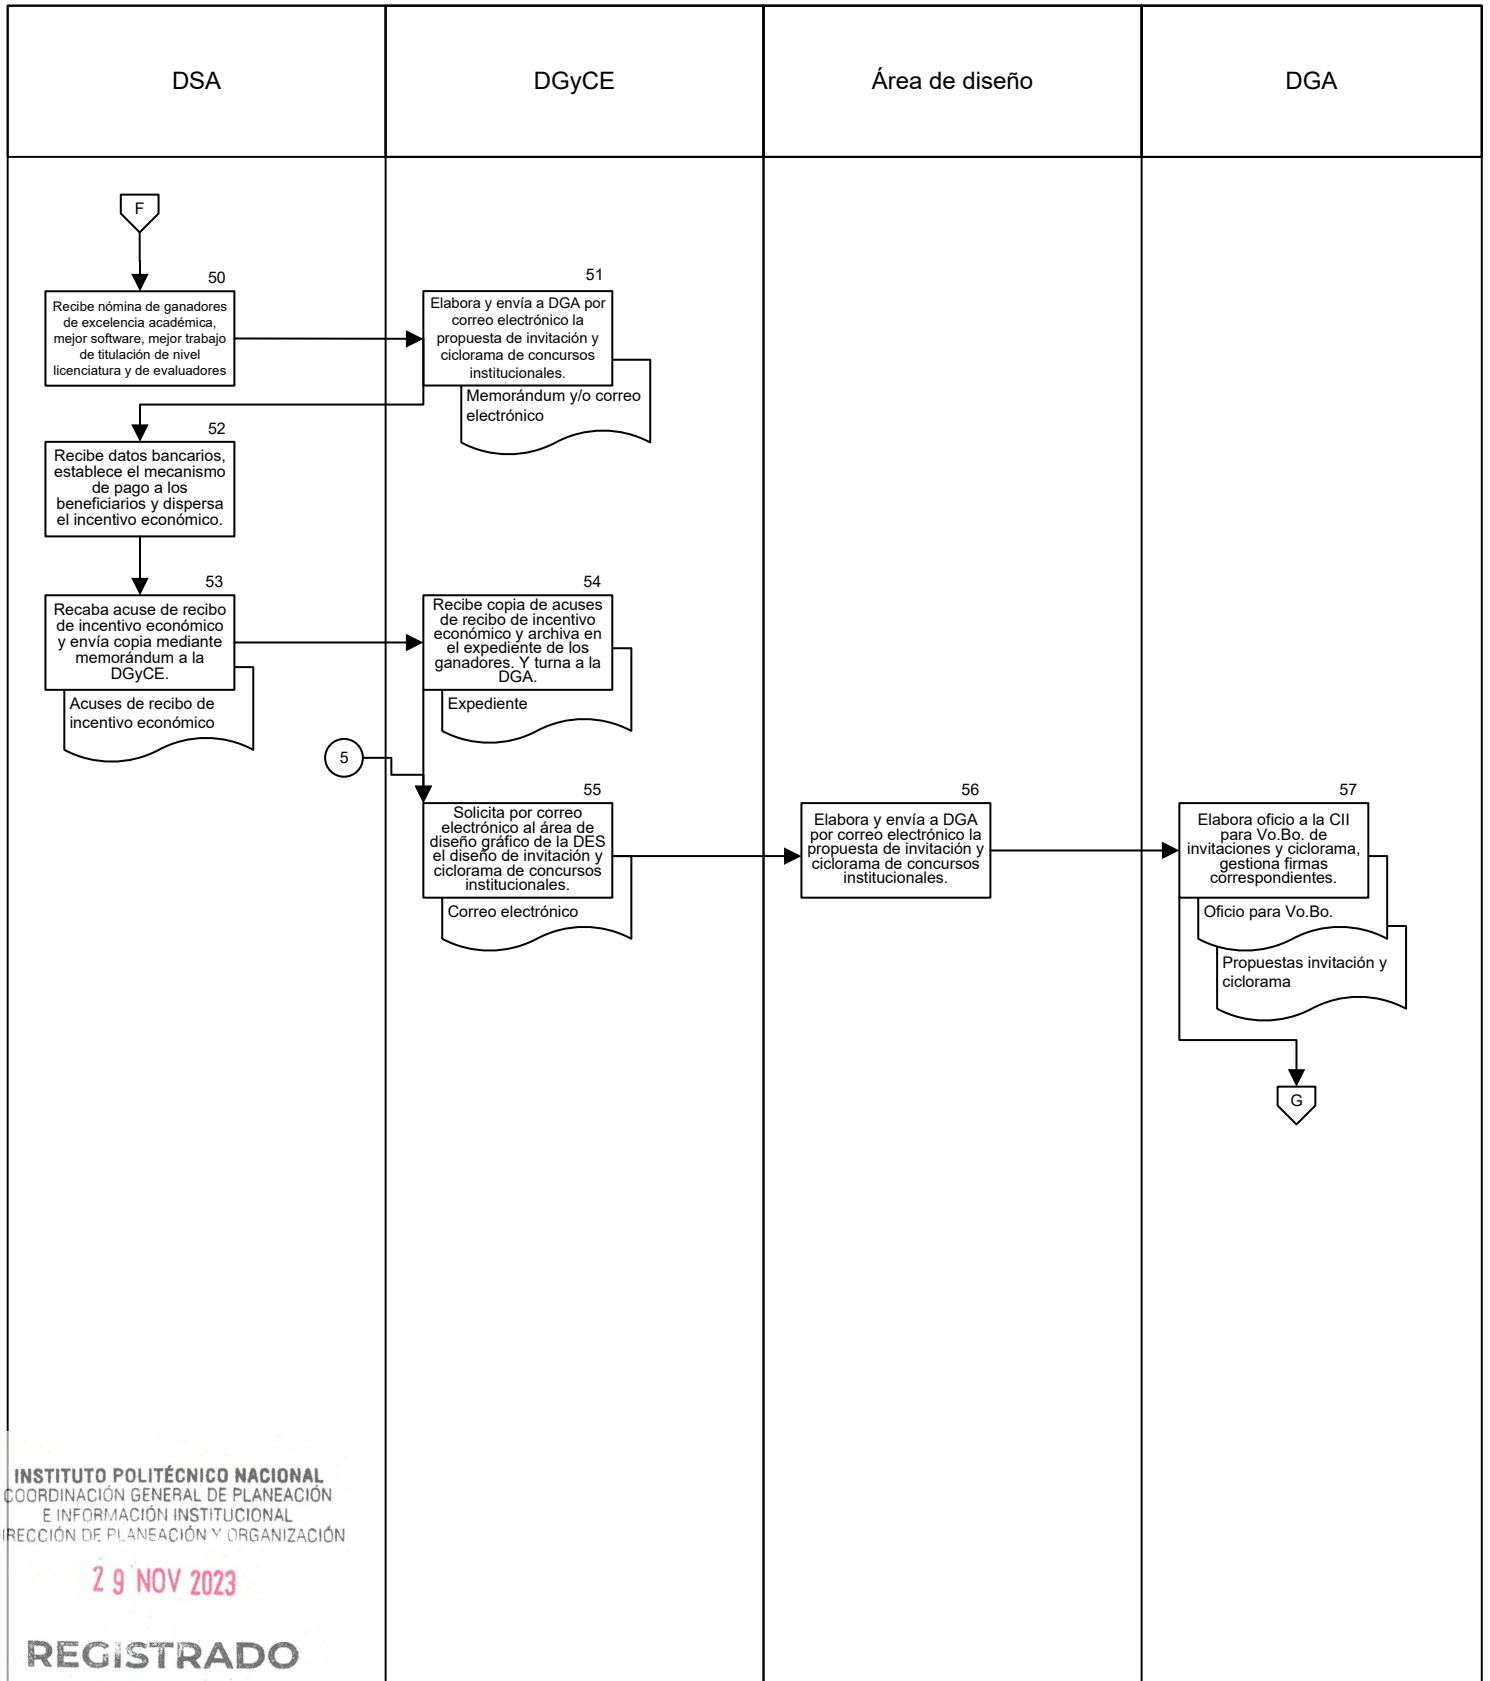 DSA
DGyCE
Área de diseño
DGA
F
50
Recibe nómina de ganadores
de excelencia académica,
mejor software, mejor trabajo
de titulación de nivel
licenciatura y de evaluadores
51
Elabora y envía a DGA por
correo electrónico la
propuesta de invitación y
ciclorama de concursos
institucionales.
Memorándum y/o correo
electrónico
52
Recibe datos bancarios,
establece el mecanismo
de pago a los
beneficiarios y dispersa
el incentivo económico.
53
Recaba acuse de recibo
de incentivo económico
y envía copia mediante
memorándum a la
DGyCE.
Acuses de recibo de
incentivo económico
54
Recibe copia de acuses
de recibo de incentivo
económico y archiva en
el expediente de los
ganadores. Y turna a la
DGA.
Expediente
5
55
Solicita por correo
electrónico al área de
diseño gráfico de la DES
el diseño de invitación y
ciclorama de concursos
institucionales.
Correo electrónico
56
Elabora y envía a DGA
por correo electrónico la
propuesta de invitación y
ciclorama de concursos
institucionales.
57
Elabora oficio a la CII
para Vo.Bo. de
invitaciones y ciclorama,
gestiona firmas
correspondientes.
Oficio para Vo.Bo.
Propuestas invitación y
ciclorama
G
INSTITUTO POLITÉCNICO NACIONAL
COORDINACIÓN GENERAL DE PLANEACIÓN
E INFORMACIÓN INSTITUCIONAL
IRECCIÓN DE PLANEACIÓN Y ORGANIZACIÓN
29 NOV 2023
REGISTRADO